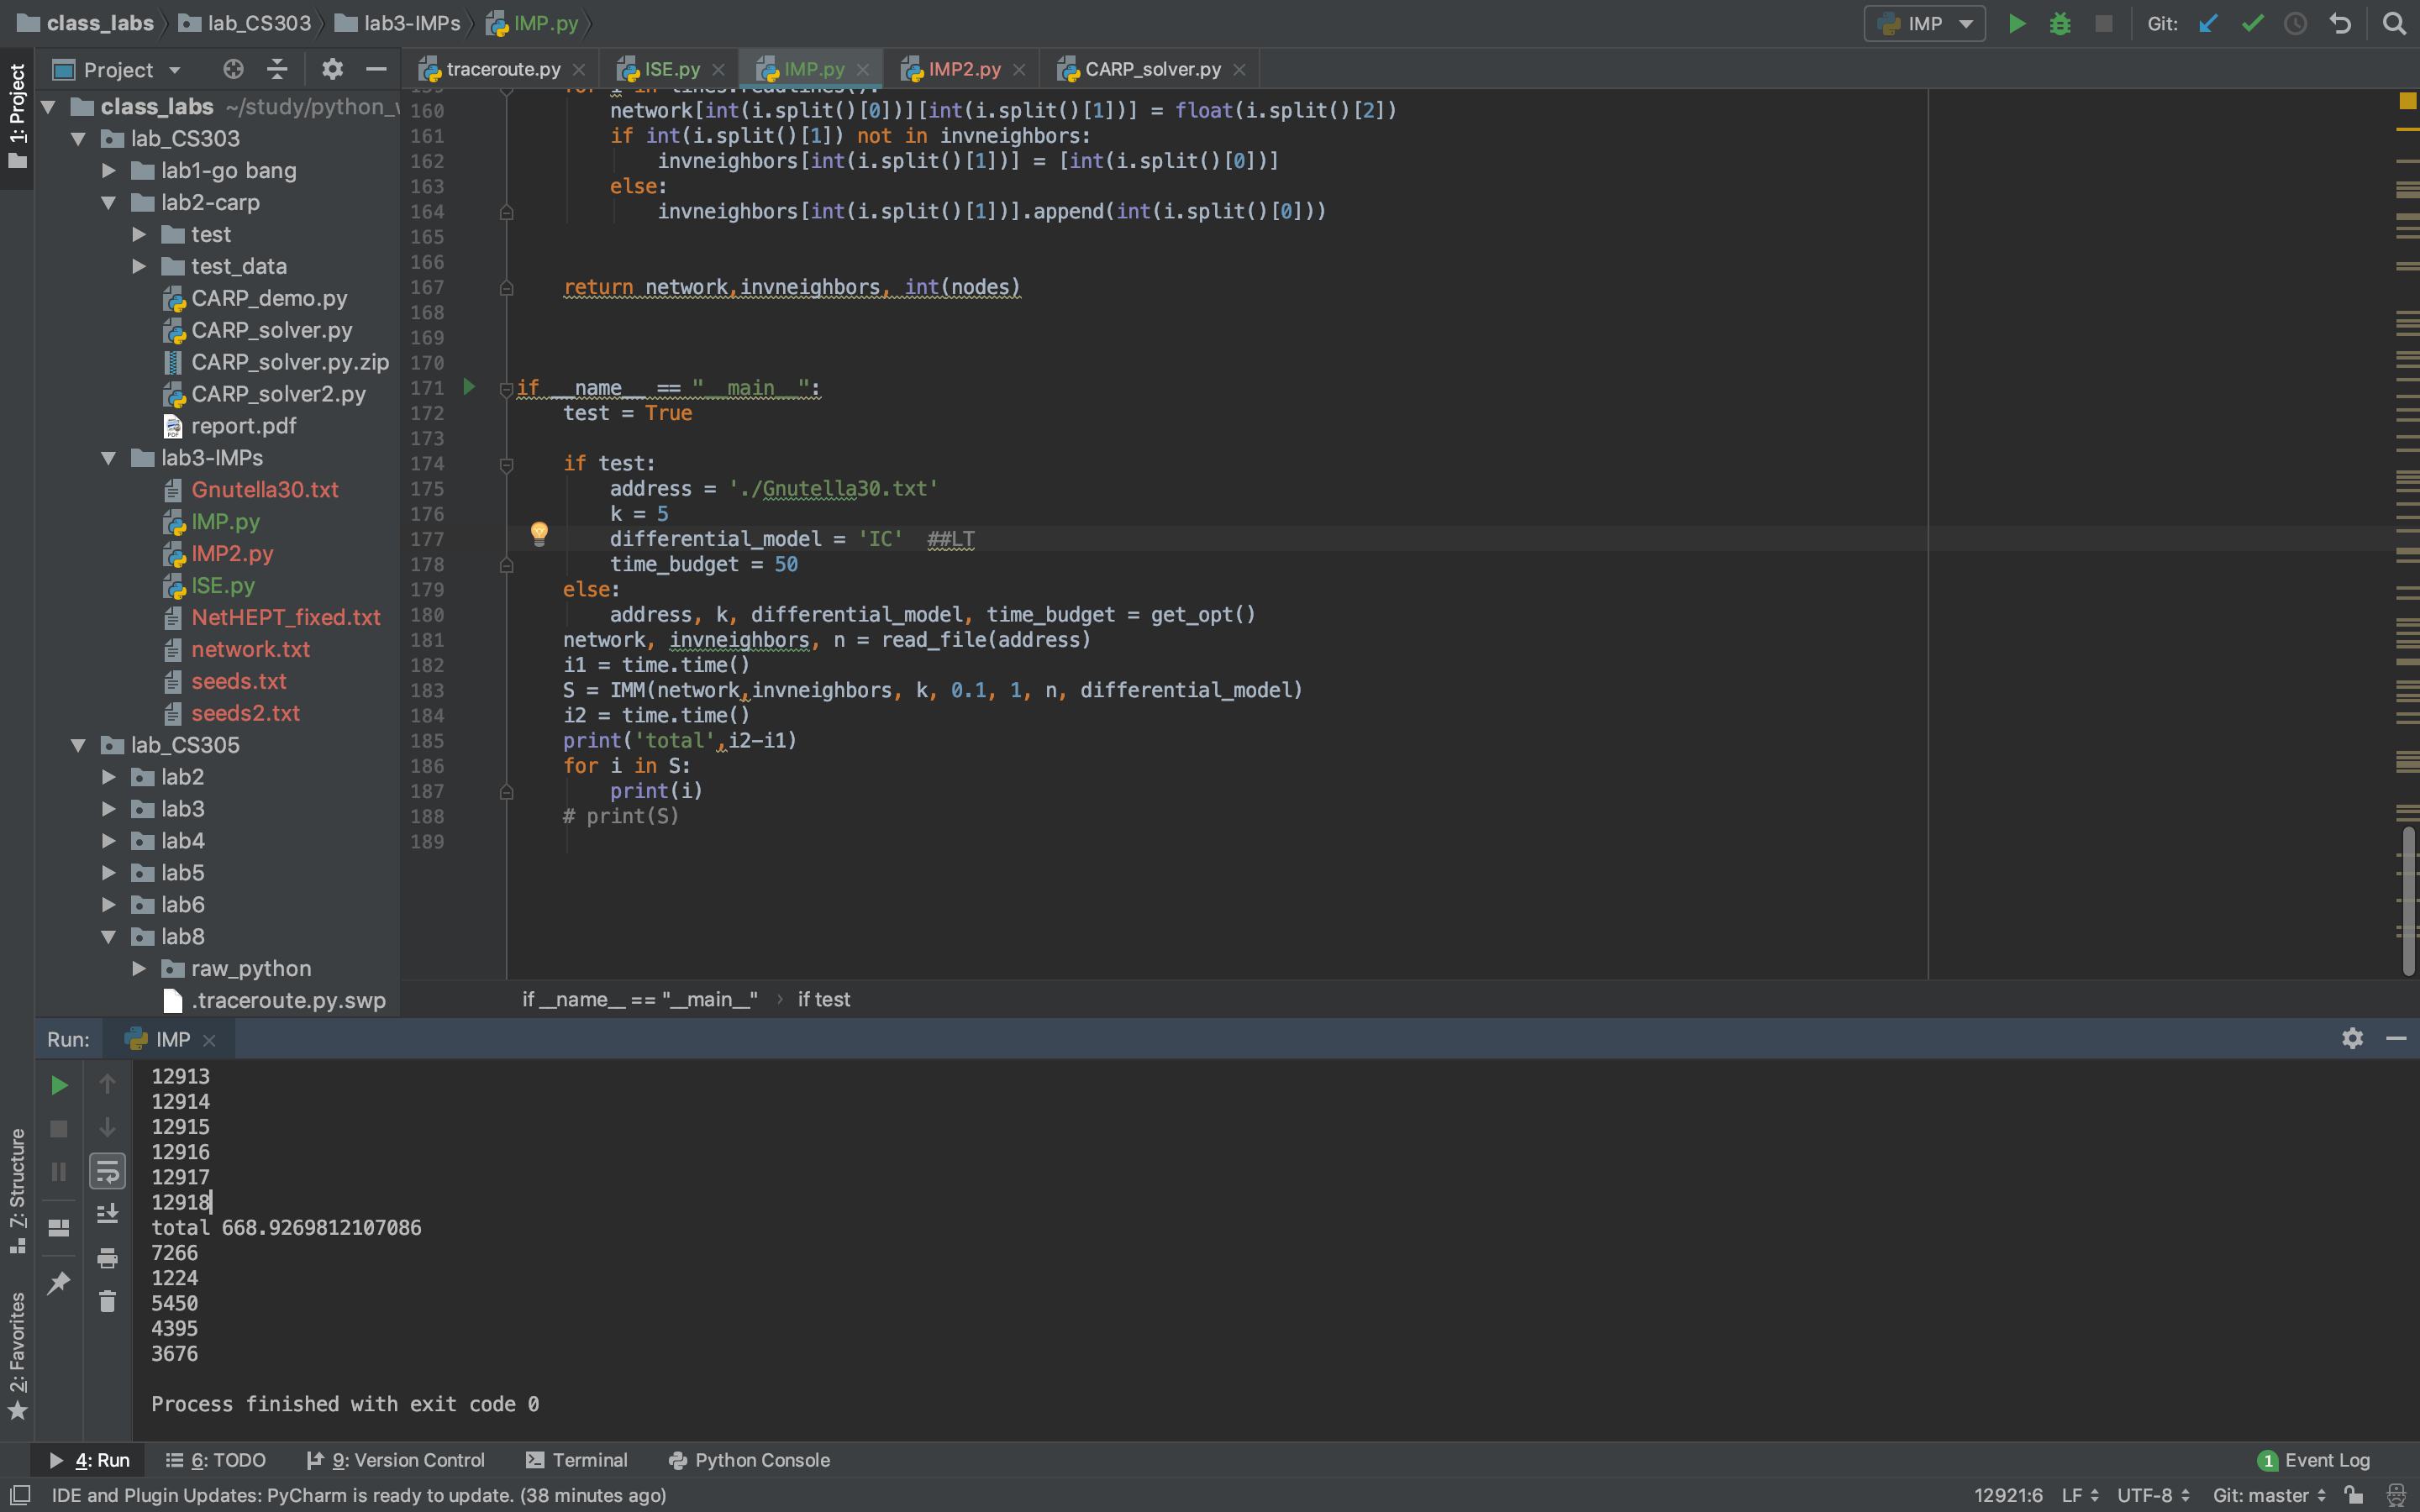 class_labs lab_CS303 lab3-IMPs IMP.py IMP Git:
Project traceroute.py ISE.py IMP.py IMP2.py CARP_solver.py
1: Project
class_labs ~/study/python_
lab_CS303
lab1-go bang
lab2-carp
test
test_data
CARP_demo.py
CARP_solver.py
CARP_solver.py.zip
CARP_solver2.py
report.pdf
lab3-IMPs
Gnutella30.txt
IMP.py
IMP2.py
ISE.py
NetHEPT_fixed.txt
network.txt
seeds.txt
seeds2.txt
lab_CS305
lab2
lab3
lab4
lab5
lab6
lab8
raw_python
.traceroute.py.swp
160 network[int(i.split()[0])][int(i.split()[1])] = float(i.split()[2])
161 if int(i.split()[1]) not in invneighbors:
162 invneighbors[int(i.split()[1])] = [int(i.split()[0])]
163 else:
164 invneighbors[int(i.split()[1])].append(int(i.split()[0]))
165
166
167 return network,invneighbors, int(nodes)
168
169
170
171 if __name__ == "__main__":
172 test = True
173
174 if test:
175 address = './Gnutella30.txt'
176 k = 5
177 differential_model = 'IC' ##LT
178 time_budget = 50
179 else:
180 address, k, differential_model, time_budget = get_opt()
181 network, invneighbors, n = read_file(address)
182 i1 = time.time()
183 S = IMM(network,invneighbors, k, 0.1, 1, n, differential_model)
184 i2 = time.time()
185 print('total',i2-i1)
186 for i in S:
187 print(i)
188 # print(S)
189
if __name__ == "__main__" › if test
Run: IMP
12913
12914
12915
12916
12917
12918
total 668.9269812107086
7266
1224
5450
4395
3676
Process finished with exit code 0
7: Structure
2: Favorites
4: Run 6: TODO 9: Version Control Terminal Python Console 1 Event Log
IDE and Plugin Updates: PyCharm is ready to update. (38 minutes ago) 12921:6 LF UTF-8 Git: master